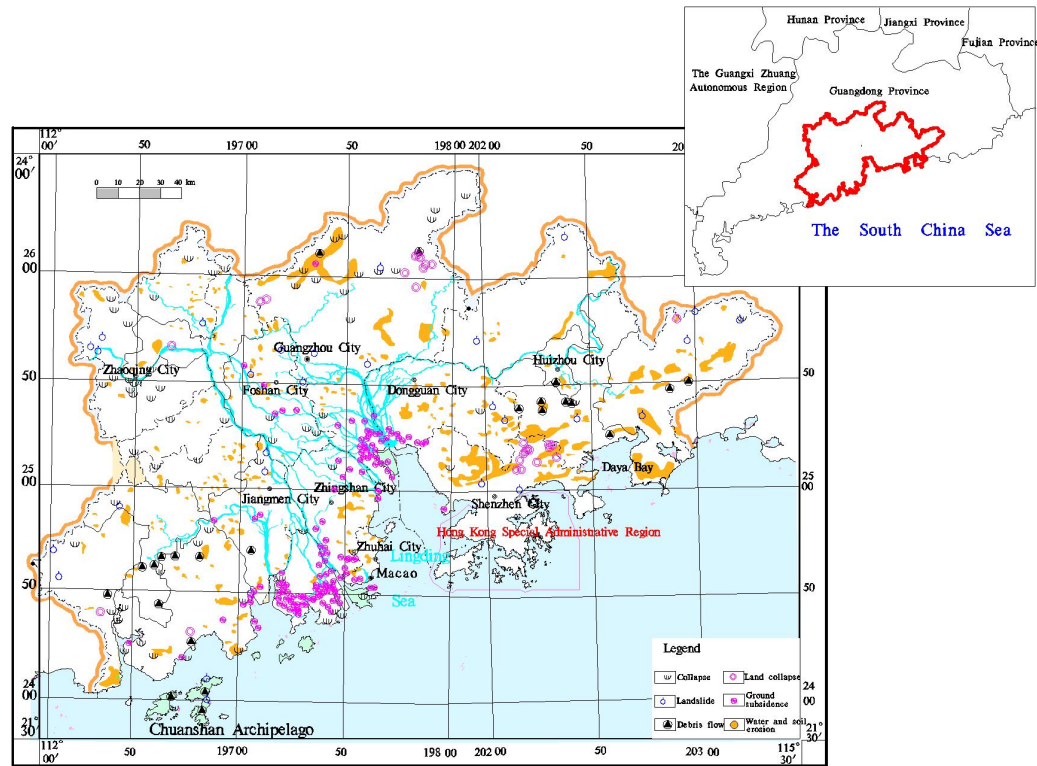 Hunan Province
Jiangxi Province
Fujian Province
The Guangxi Zhuang
Autonomous Region
Guangdong Province
The South China Sea
112°
00′
50
197 00
50
198 00
202 00
50
24°
00′
0 10 20 30 40 km
26
00
Guangzhou City
Huizhou City
Zhaoqing City
50
Foshan City
Dongguan City
50
Daya Bay
25
00
Zhingshan City
25
00
Jiangmen City
Shenzhen City
Hong Kong Special Administrative Region
Zhuhai City
Lingding
Macao
50
Sea
50
Legend
Collapse
Land collapse
Landslide
Ground
subsidence
Debris flow
Water and soil
erosion
24
00
24
00
21°
30′
21°
30′
Chuanshan Archipelago
112°
00′
50
197 00
50
198 00
202 00
50
203 00
115°
30′